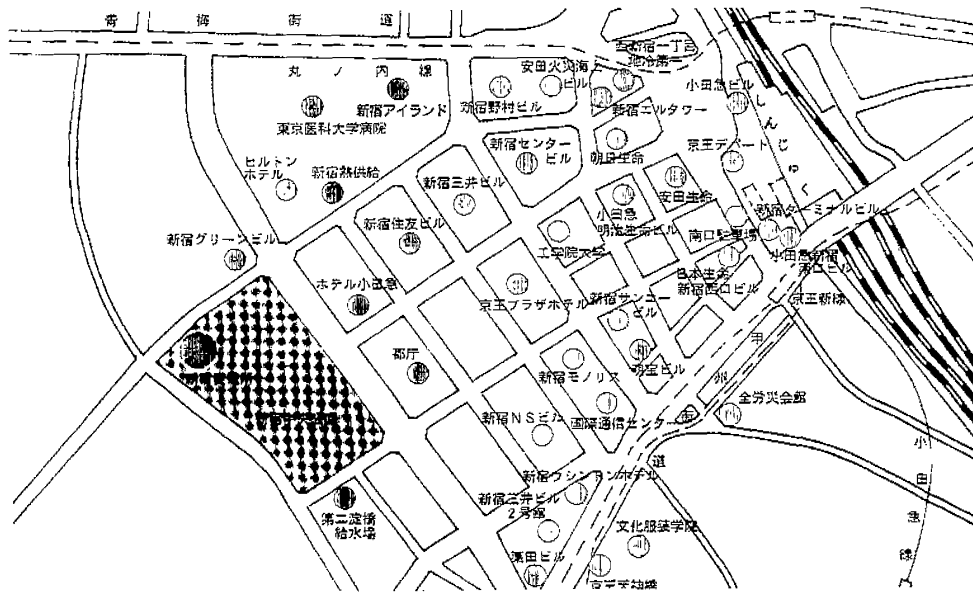 青梅街道
丸ノ内線
新宿アイランド
東京医科大学病院
新宿野村ビル
安田火災海上
ビル
西新宿一丁目
地冷第一
新宿エルタワー
小田急ビル
しんじゅく
京王デパート
朝日生命
新宿センター
ビル
ヒルトン
ホテル
新宿熱供給
新宿三井ビル
安田生命
小田急
明治生命ビル
新宿ターミナルビル
新宿住友ビル
工学院大学
南口駐車場
小田急新宿
南口ビル
新宿グリーンビル
日本生命
新宿西口ビル
ホテル小田急
京王プラザホテル
新宿サンエー
ビル
京王新線
都庁
甲州街道
新宿モノリス
朝宝ビル
全労災会館
新宿NSビル
国際通信センター
新宿ワシントンホテル
新宿三井ビル
2号館
第二淀橋
給水場
文化服装学院
濃田ビル
京王天神橋
小田急線